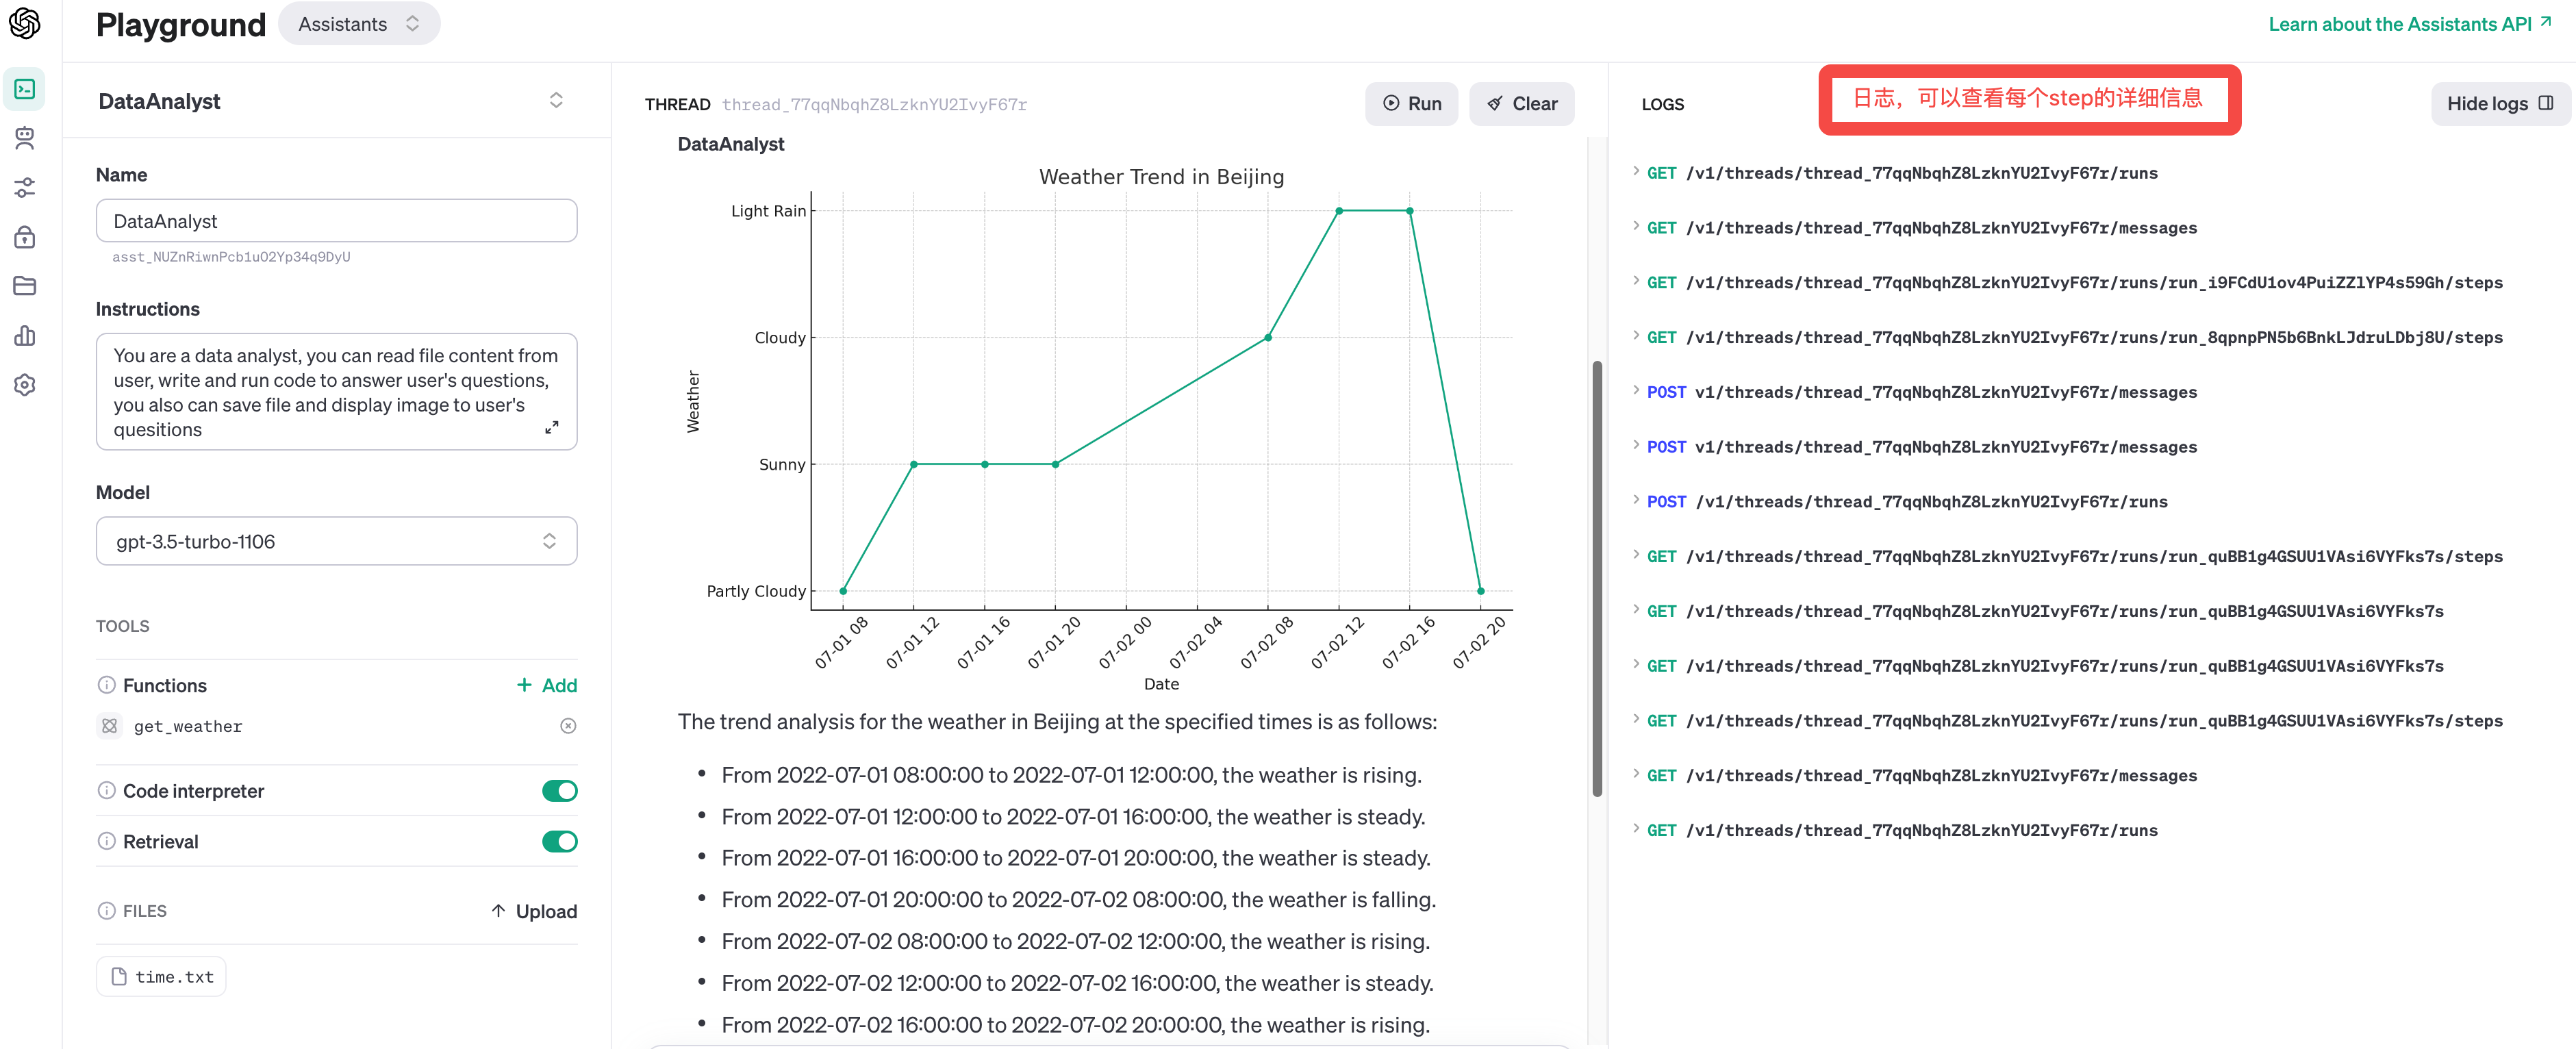 Playground
Assistants
Learn about the Assistants API
DataAnalyst
Name
DataAnalyst
asst_NUZnRiwnPcb1uO2Yp34q9DyU
Instructions
You are a data analyst, you can read file content from
user, write and run code to answer user's questions,
you also can save file and display image to user's
quesitions
Model
gpt-3.5-turbo-1106
TOOLS
Functions
Add
get_weather
Code interpreter
Retrieval
FILES
Upload
time.txt
THREAD thread_77qqNbqhZ8LzknYU2IvyF67r
Run
Clear
DataAnalyst
Weather Trend in Beijing
Light Rain
Cloudy
Sunny
Partly Cloudy
Weather
07-01 08
07-01 12
07-01 16
07-01 20
07-02 00
07-02 04
07-02 08
07-02 12
07-02 16
07-02 20
Date
The trend analysis for the weather in Beijing at the specified times is as follows:
• From 2022-07-01 08:00:00 to 2022-07-01 12:00:00, the weather is rising.
• From 2022-07-01 12:00:00 to 2022-07-01 16:00:00, the weather is steady.
• From 2022-07-01 16:00:00 to 2022-07-01 20:00:00, the weather is steady.
• From 2022-07-01 20:00:00 to 2022-07-02 08:00:00, the weather is falling.
• From 2022-07-02 08:00:00 to 2022-07-02 12:00:00, the weather is rising.
• From 2022-07-02 12:00:00 to 2022-07-02 16:00:00, the weather is steady.
• From 2022-07-02 16:00:00 to 2022-07-02 20:00:00, the weather is rising.
LOGS
日志，可以查看每个step的详细信息
Hide logs
GET /v1/threads/thread_77qqNbqhZ8LzknYU2IvyF67r/runs
GET /v1/threads/thread_77qqNbqhZ8LzknYU2IvyF67r/messages
GET /v1/threads/thread_77qqNbqhZ8LzknYU2IvyF67r/runs/run_i9FCdU1ov4PuiZZlYP4s59Gh/steps
GET /v1/threads/thread_77qqNbqhZ8LzknYU2IvyF67r/runs/run_8qpnpPN5b6BnkLJdruLDbj8U/steps
POST v1/threads/thread_77qqNbqhZ8LzknYU2IvyF67r/messages
POST v1/threads/thread_77qqNbqhZ8LzknYU2IvyF67r/messages
POST /v1/threads/thread_77qqNbqhZ8LzknYU2IvyF67r/runs
GET /v1/threads/thread_77qqNbqhZ8LzknYU2IvyF67r/runs/run_quBB1g4GSUU1VAsi6VYFks7s/steps
GET /v1/threads/thread_77qqNbqhZ8LzknYU2IvyF67r/runs/run_quBB1g4GSUU1VAsi6VYFks7s
GET /v1/threads/thread_77qqNbqhZ8LzknYU2IvyF67r/runs/run_quBB1g4GSUU1VAsi6VYFks7s
GET /v1/threads/thread_77qqNbqhZ8LzknYU2IvyF67r/runs/run_quBB1g4GSUU1VAsi6VYFks7s/steps
GET /v1/threads/thread_77qqNbqhZ8LzknYU2IvyF67r/messages
GET /v1/threads/thread_77qqNbqhZ8LzknYU2IvyF67r/runs